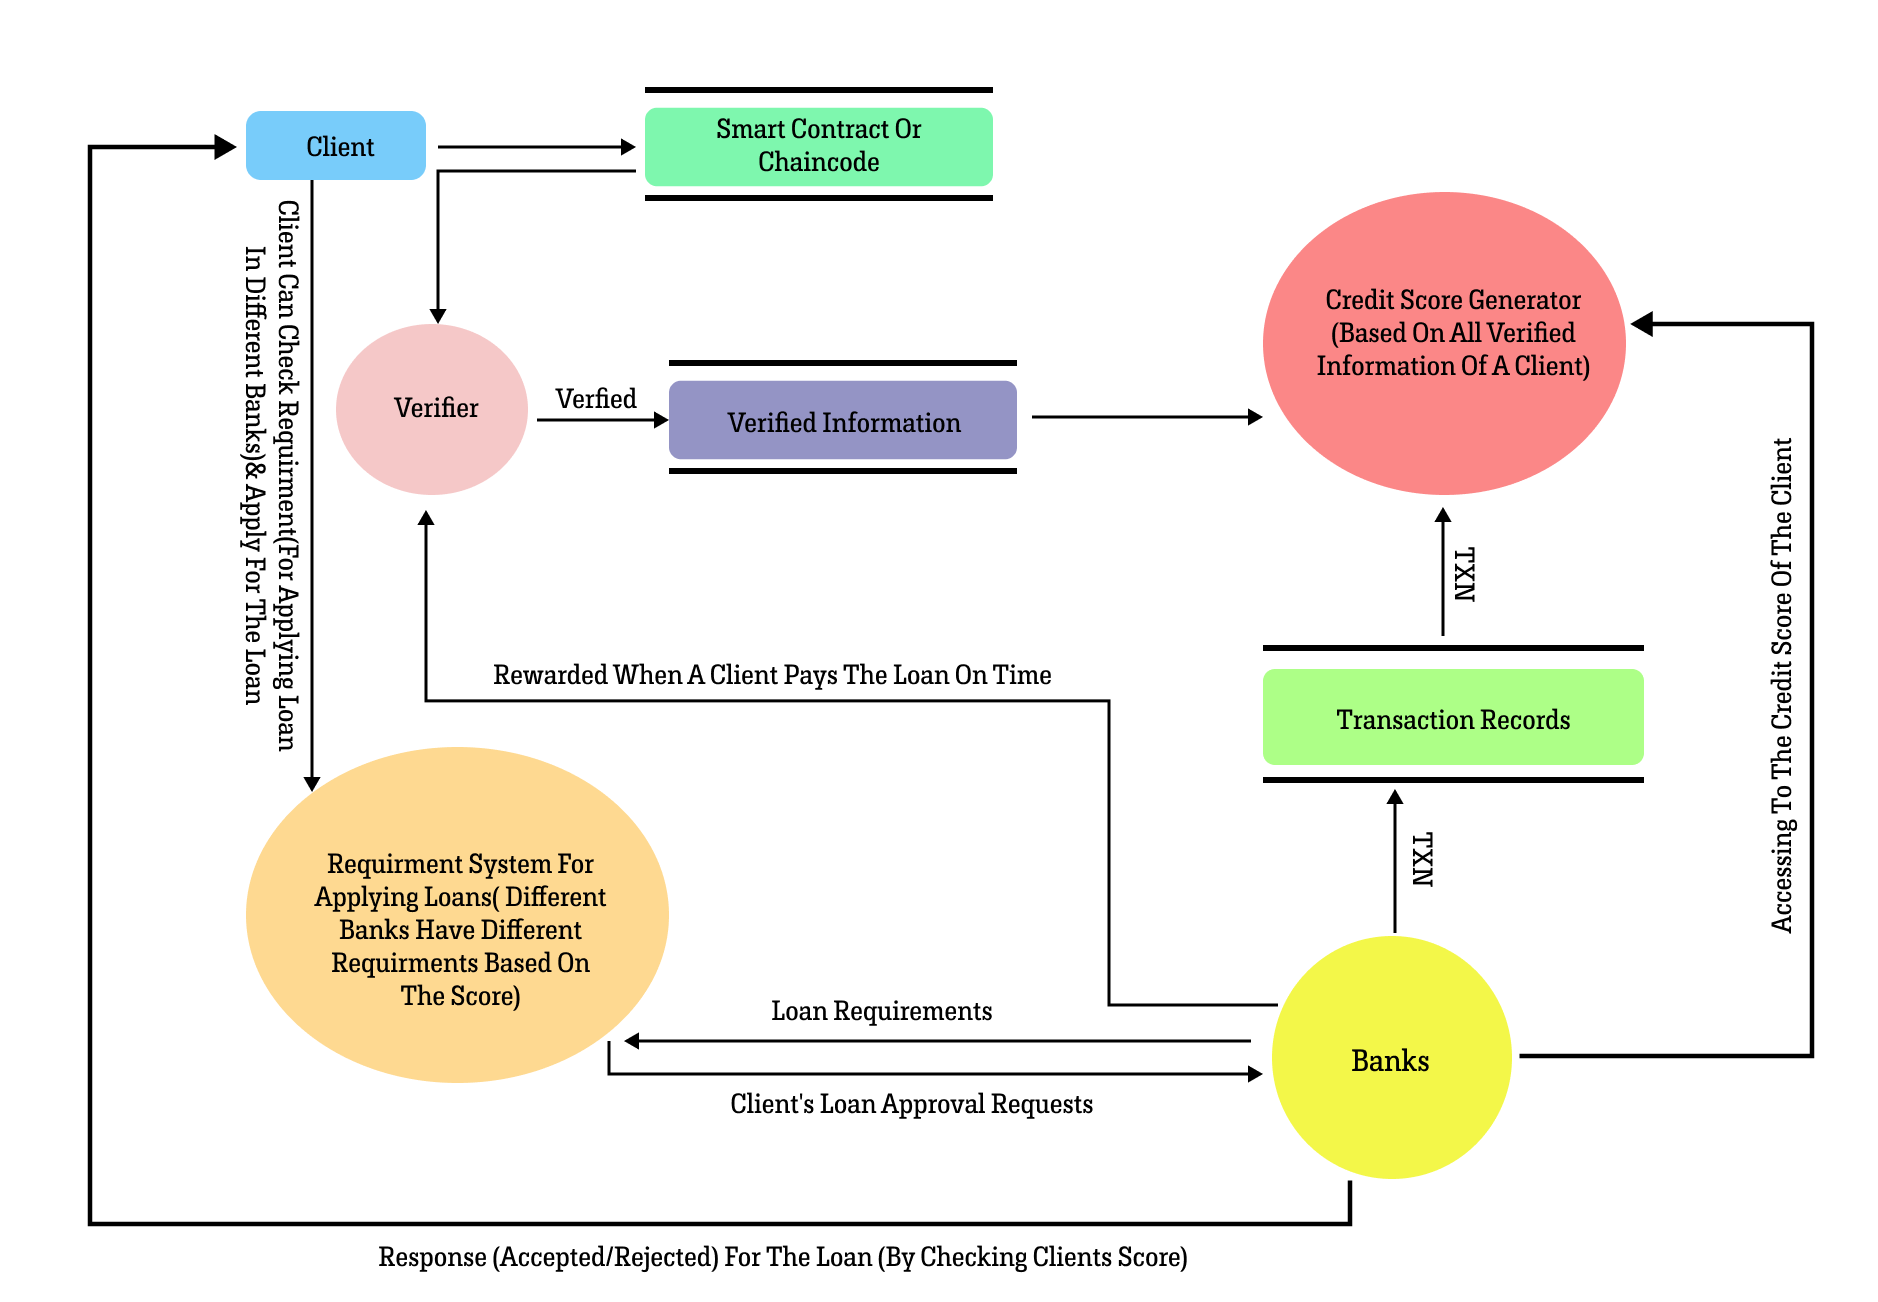 Client
Smart Contract Or
Chaincode
Client Can Check Requirment(For Applying Loan
In Different Banks)& Apply For The Loan
Credit Score Generator
(Based On All Verified
Information Of A Client)
Verifier
Verfied
Verified Information
Accessing To The Credit Score Of The Client
TXN
Rewarded When A Client Pays The Loan On Time
Transaction Records
TXN
Requirment System For
Applying Loans( Different
Banks Have Different
Requirments Based On
The Score)
Loan Requirements
Banks
Client's Loan Approval Requests
Response (Accepted/Rejected) For The Loan (By Checking Clients Score)